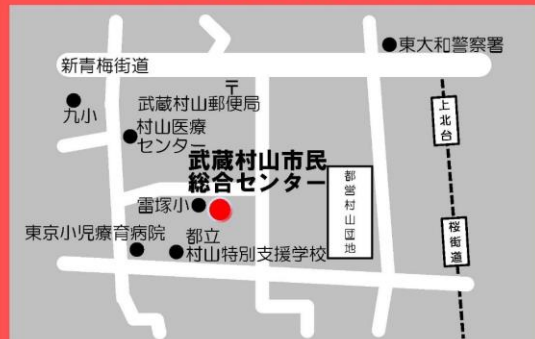 東大和警察署
新青梅街道
〒
武蔵村山郵便局
九小
村山医療
センター
上北台
武蔵村山市民
総合センター
都営村山団地
雷塚小
東京小児療育病院
都立
村山特別支援学校
桜街道